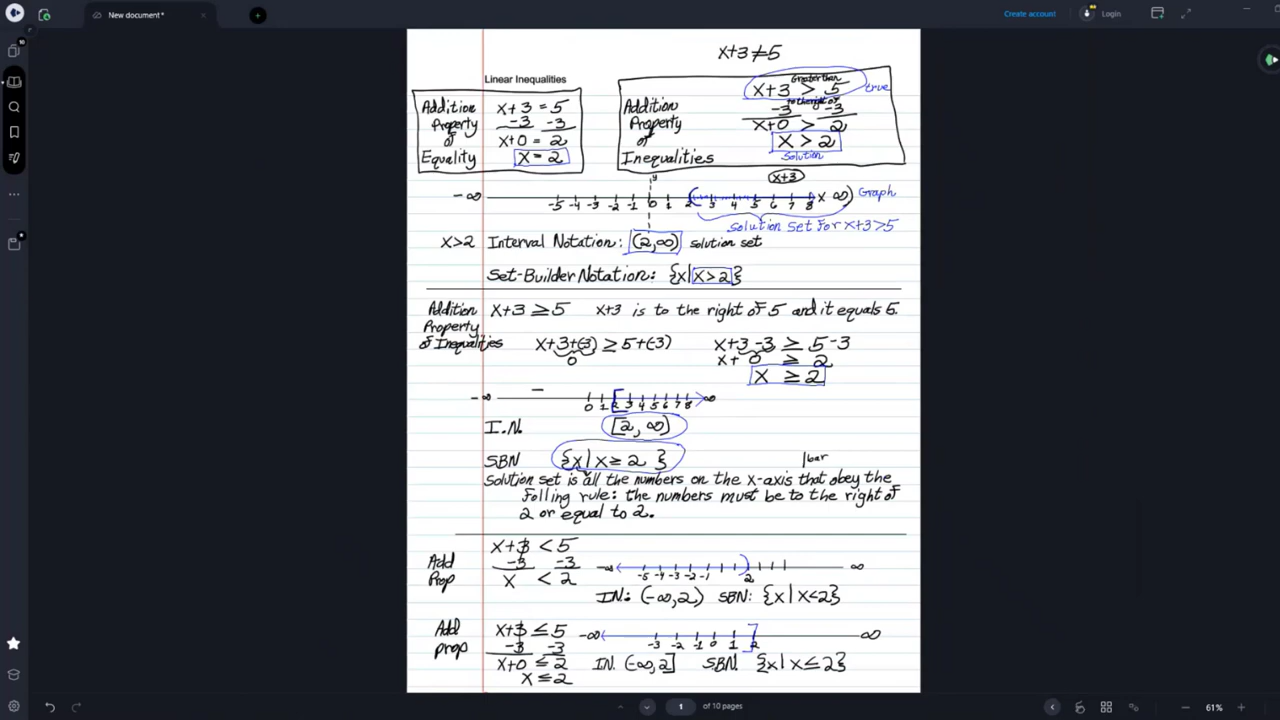 New document*
Create account
Login
x+3≠5
Linear Inequalities
Addition x+3 = 5
Property -3 -3
of x+0 = 2
Equality x = 2
Greater than
Addition x+3 > 5 true
to the right of
-3 -3
Property x+0 > 2
of x > 2
Inequalities Solution
x+3
y
-∞ -5 -4 -3 -2 -1 0 1 2 3 4 5 6 7 8 x ∞) Graph
solution set for x+3>5
x>2 Interval Notation: (2,∞) solution set
Set-Builder Notation: {x|x>2}
Addition x+3 ≥5 x+3 is to the right of 5 and it equals 5.
Property
of Inequalities x+3+(-3) ≥ 5+(-3) x+3-3 ≥ 5-3
0 x+ 0 ≥ 2
x ≥ 2
-∞ 0 1 2 3 4 5 6 7 8 ∞
I.N. [2, ∞)
SBN {x| x≥ 2 } |bar
Solution set is all the numbers on the x-axis that obey the
Folling rule: the numbers must be to the right of
2 or equal to 2.
x+3 < 5
Add -3 -3 -∞ -5 -4 -3 -2 -1 2 ∞
Prop x < 2
IN: (-∞,2) SBN: {x | x<2}
Add x+3 ≤ 5 -∞ -3 -2 -1 0 1 2 ∞
prop -3 -3
x+0 ≤ 2 IN. (-∞,2] SBN. {x| x≤2}
x ≤2
1 of 10 pages
61%